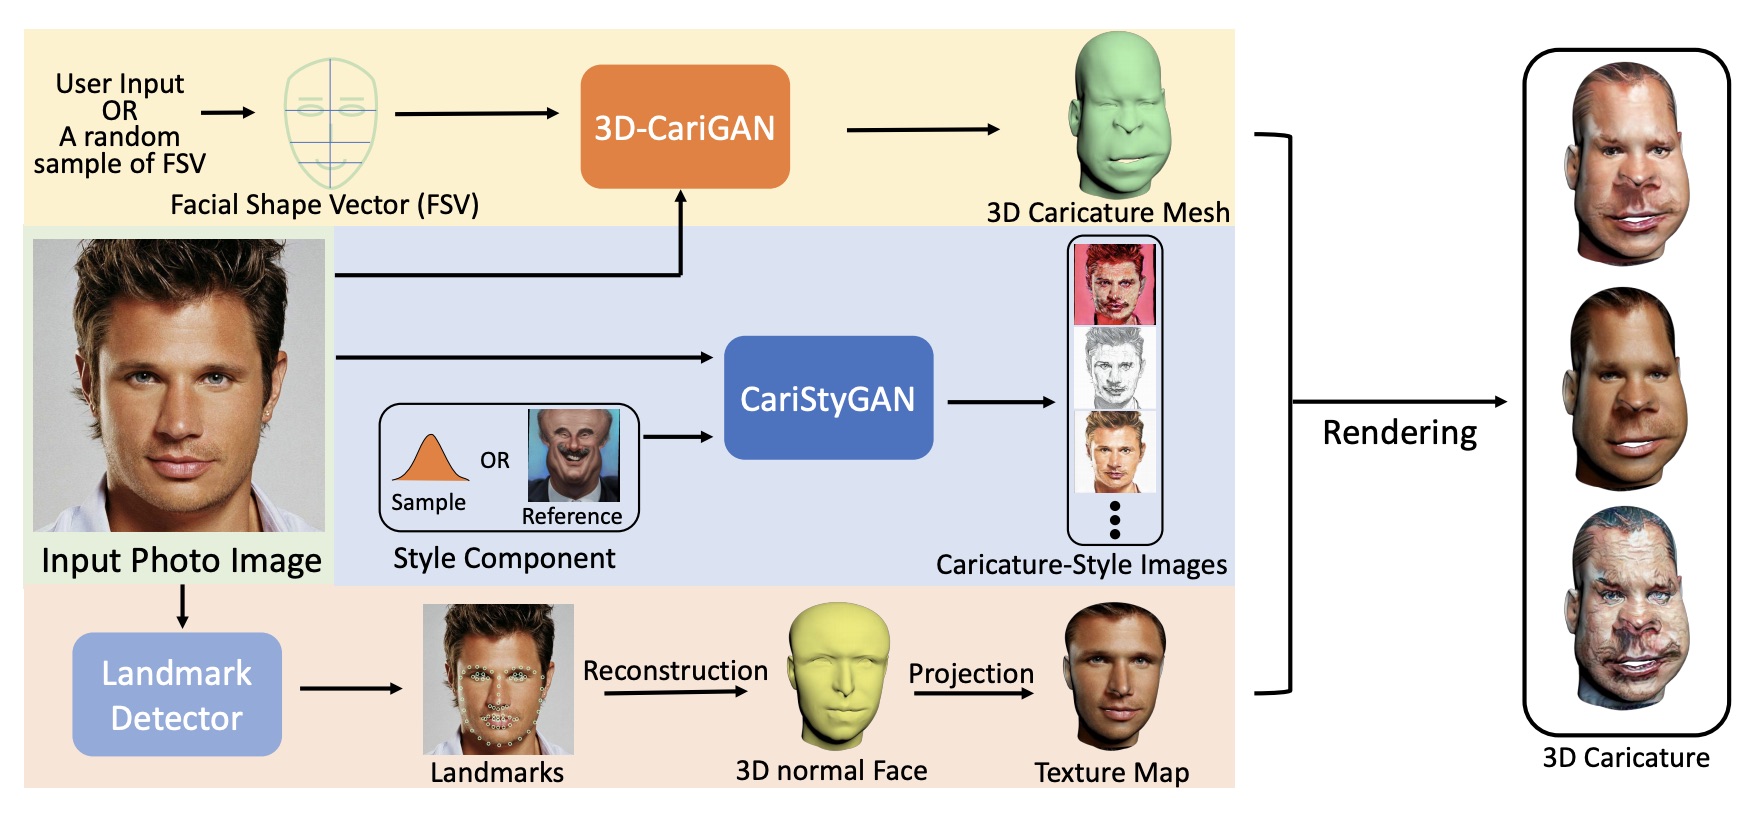 User Input
OR
A random
sample of FSV
Facial Shape Vector (FSV)
3D-CariGAN
3D Caricature Mesh
Input Photo Image
Sample
OR
Reference
Style Component
CariStyGAN
Caricature-Style Images
Landmark
Detector
Landmarks
Reconstruction
3D normal Face
Projection
Texture Map
Rendering
3D Caricature